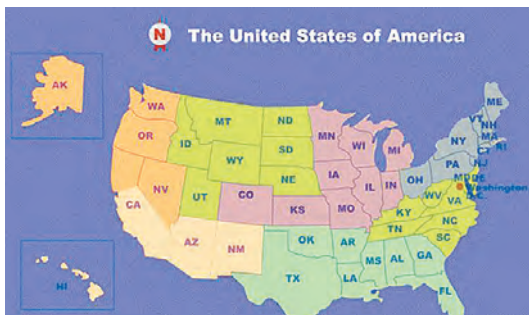 N The United States of America
AK
WA
MT
ND
MN
ME
VT
NH
OR
ID
SD
WI
MI
NY
MA
CT
RI
WY
IA
PA
NJ
NE
OH
MD
DE
NV
UT
IL
IN
Washington
D.C.
CA
CO
WV
VA
KS
MO
KY
NC
TN
AZ
NM
OK
AR
SC
MS
AL
GA
TX
LA
HI
FL